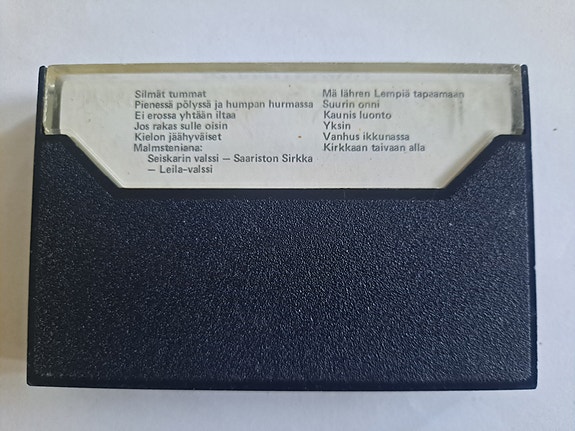 Silmät tummat
Pienessä pölyssä ja humpan hurmassa
Ei erossa yhtään iltaa
Jos rakas sulle oisin
Kielon jäähyväiset
Malmsteniana:
Seiskarin valssi — Saariston Sirkka
— Leila-valssi
Mä lähren Lempiä tapaamaan
Suurin onni
Kaunis luonto
Yksin
Vanhus ikkunassa
Kirkkaan taivaan alla